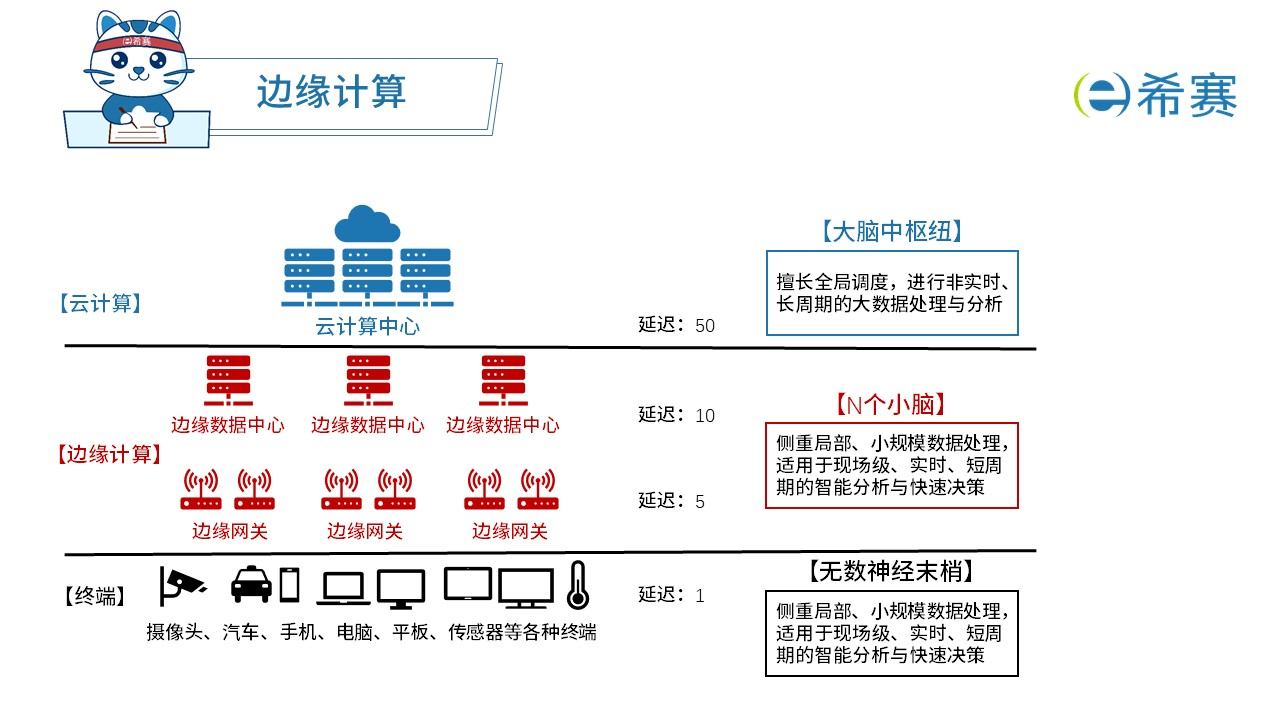 希赛
边缘计算
希赛
【大脑中枢纽】
擅长全局调度，进行非实时、
长周期的大数据处理与分析
【云计算】
云计算中心
延迟：50
边缘数据中心 边缘数据中心 边缘数据中心
延迟：10
【N个小脑】
侧重局部、小规模数据处理，
适用于现场级、实时、短周
期的智能分析与快速决策
【边缘计算】
延迟：5
边缘网关 边缘网关 边缘网关
【无数神经末梢】
【终端】
延迟：1
侧重局部、小规模数据处理，
适用于现场级、实时、短周
期的智能分析与快速决策
摄像头、汽车、手机、电脑、平板、传感器等各种终端